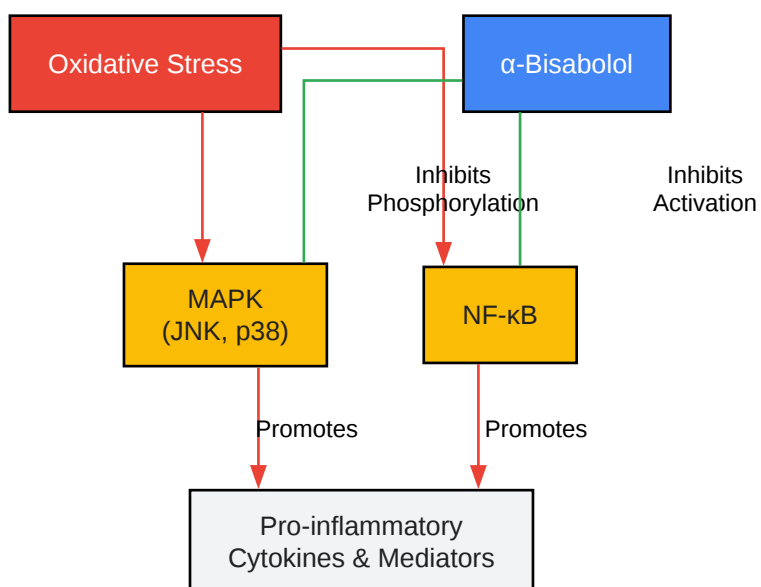 Oxidative Stress
α-Bisabolol
Inhibits
Phosphorylation
Inhibits
Activation
MAPK
(JNK, p38)
NF-κB
Promotes
Promotes
Pro-inflammatory
Cytokines & Mediators